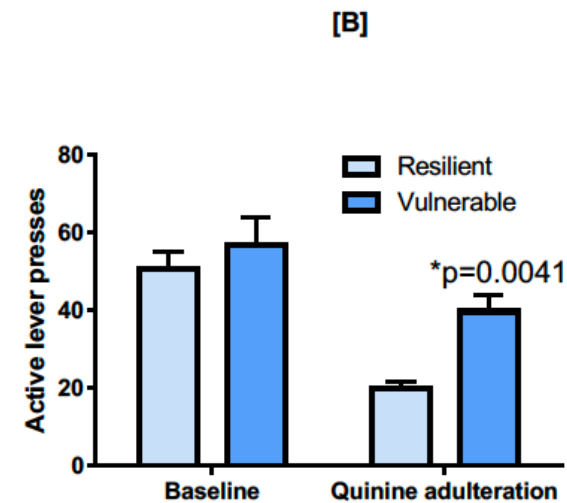 [B]
Active lever presses
80
60
40
20
0
Resilient
Vulnerable
*p=0.0041
Baseline
Quinine adulteration